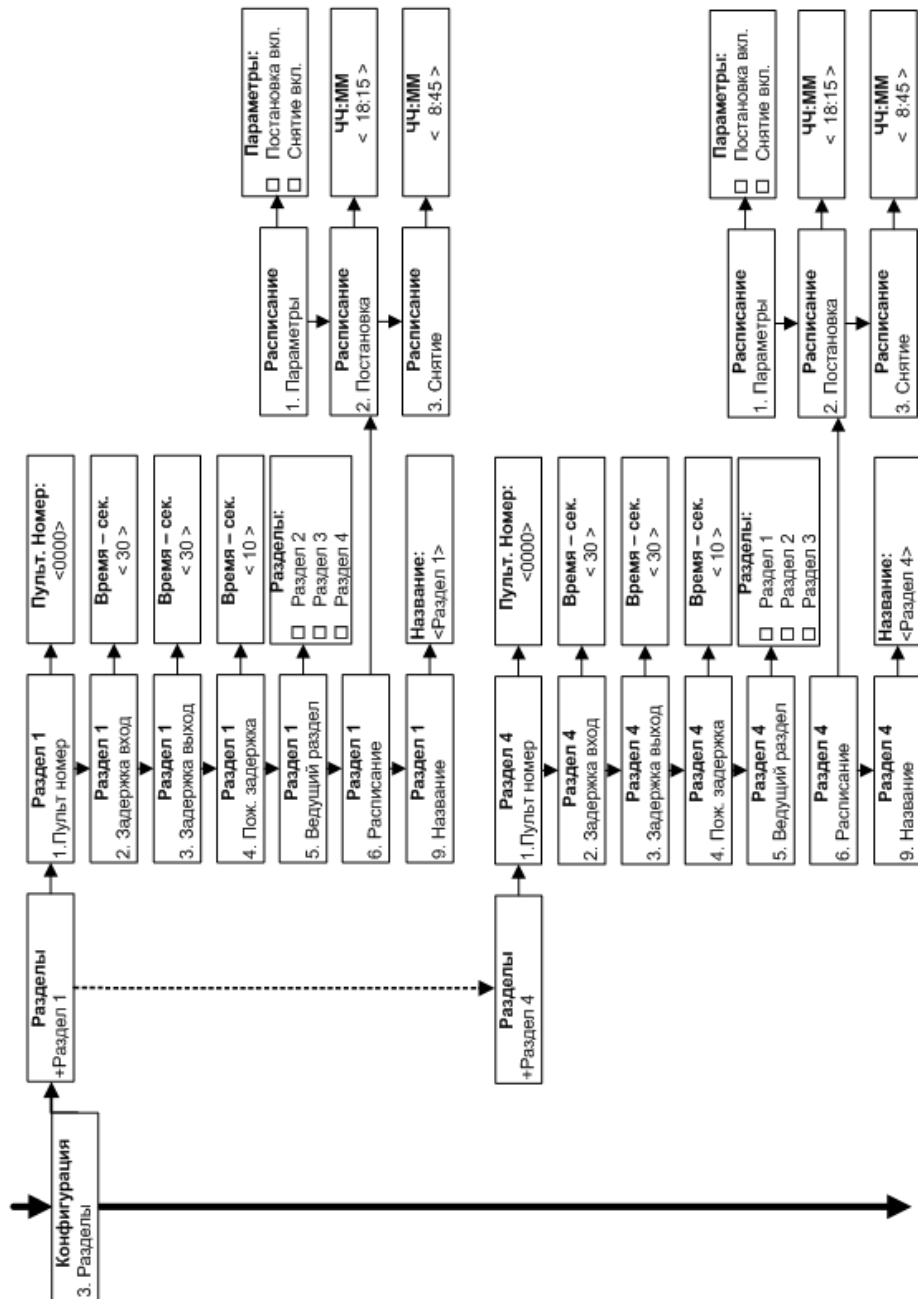 Конфигурация
3. Разделы
Разделы
+Раздел 1
Раздел 1
1.Пульт номер
Пульт. Номер:
<0000>
Раздел 1
2. Задержка вход
Время – сек.
< 30 >
Раздел 1
3. Задержка выход
Время – сек.
< 30 >
Раздел 1
4. Пож. задержка
Время – сек.
< 10 >
Раздел 1
5. Ведущий раздел
Разделы:
Раздел 2
Раздел 3
Раздел 4
Раздел 1
6. Расписание
Расписание
1. Параметры
Параметры:
Постановка вкл.
Снятие вкл.
Расписание
2. Постановка
ЧЧ:ММ
< 18:15 >
Расписание
3. Снятие
ЧЧ:ММ
< 8:45 >
Раздел 1
9. Название
Название:
<Раздел 1>
Разделы
+Раздел 4
Раздел 4
1.Пульт номер
Пульт. Номер:
<0000>
Раздел 4
2. Задержка вход
Время – сек.
< 30 >
Раздел 4
3. Задержка выход
Время – сек.
< 30 >
Раздел 4
4. Пож. задержка
Время – сек.
< 10 >
Раздел 4
5. Ведущий раздел
Разделы:
Раздел 1
Раздел 2
Раздел 3
Раздел 4
6. Расписание
Расписание
1. Параметры
Параметры:
Постановка вкл.
Снятие вкл.
Расписание
2. Постановка
ЧЧ:ММ
< 18:15 >
Расписание
3. Снятие
ЧЧ:ММ
< 8:45 >
Раздел 4
9. Название
Название:
<Раздел 4>